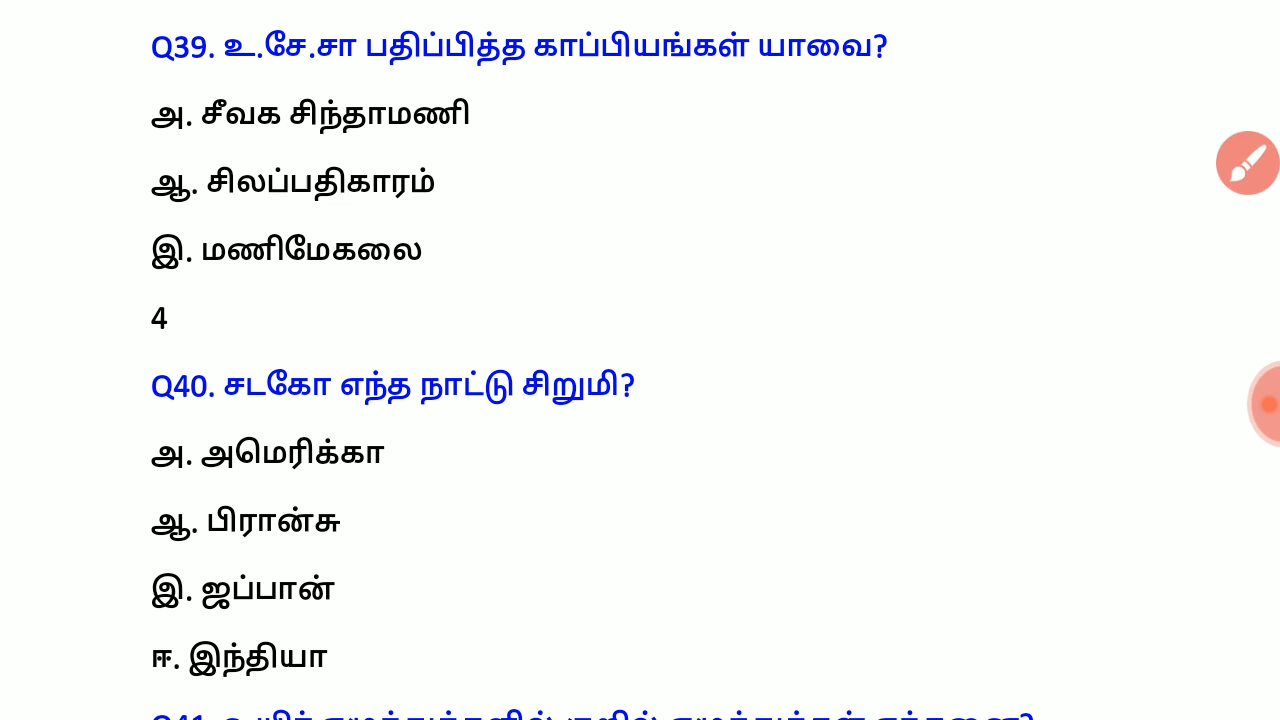 Q39. உ.சே.சா பதிப்பித்த காப்பியங்கள் யாவை?
அ. சீவக சிந்தாமணி
ஆ. சிலப்பதிகாரம்
இ. மணிமேகலை
4
Q40. சடகோ எந்த நாட்டு சிறுமி?
அ. அமெரிக்கா
ஆ. பிரான்சு
இ. ஜப்பான்
ஈ. இந்தியா